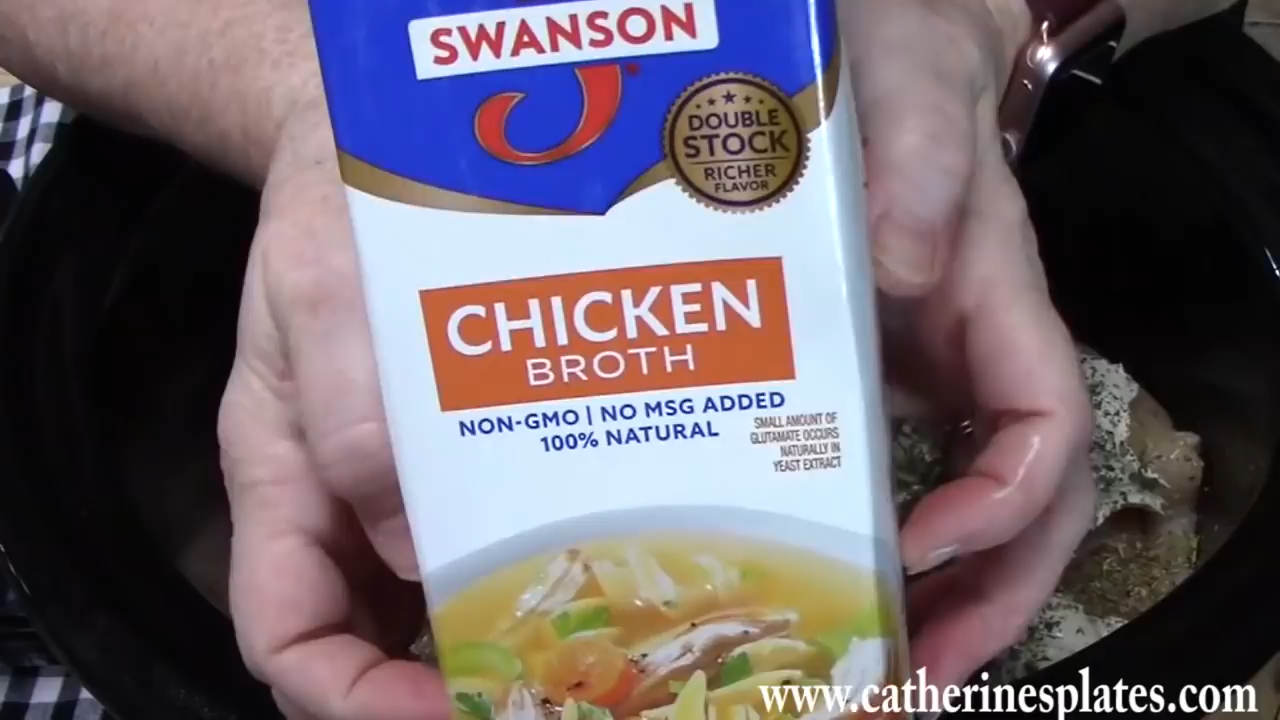 SWANSON
DOUBLE
STOCK
RICHER
FLAVOR
CHICKEN
BROTH
NON-GMO | NO MSG ADDED
100% NATURAL
SMALL AMOUNT OF
GLUTAMATE OCCURS
NATURALLY IN
YEAST EXTRACT
www.catherinesplates.com